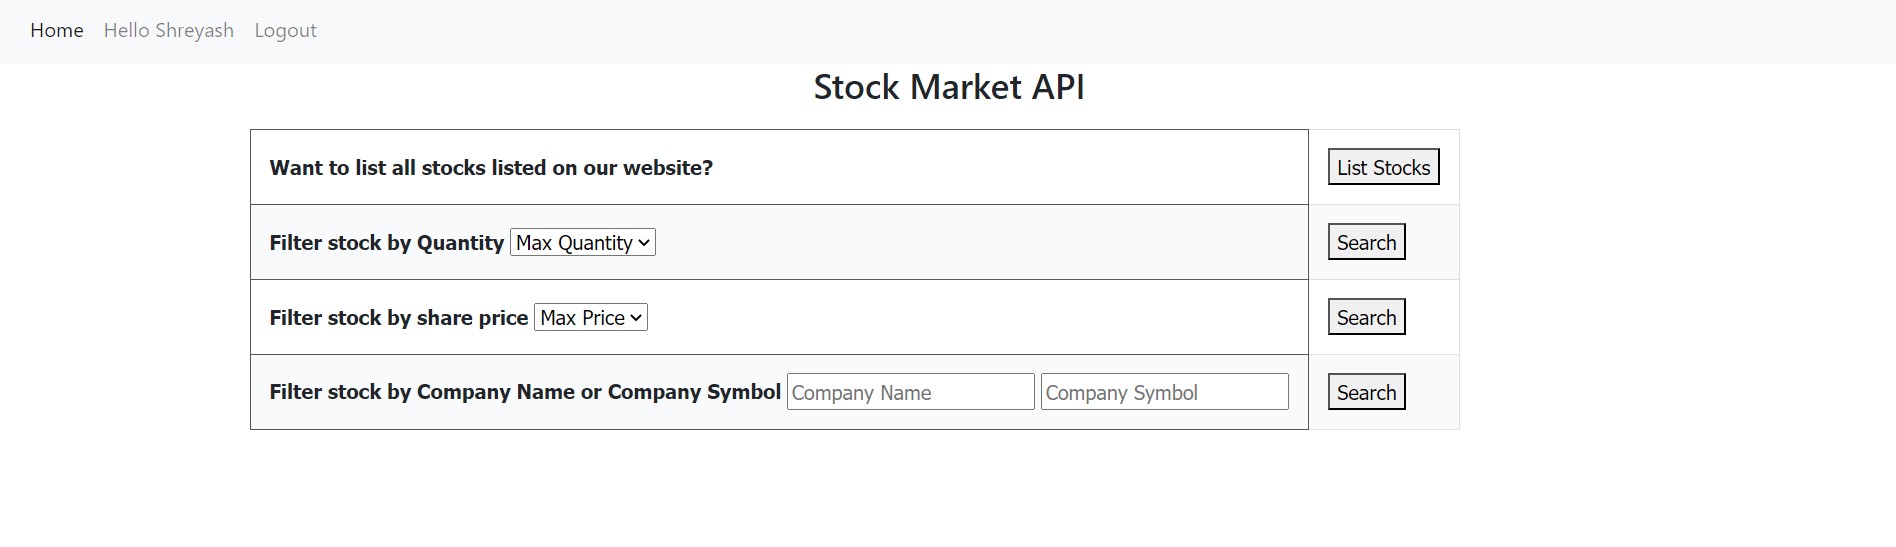 Home Hello Shreyash Logout
Stock Market API
Want to list all stocks listed on our website? List Stocks
Filter stock by Quantity Max Quantity Search
Filter stock by share price Max Price Search
Filter stock by Company Name or Company Symbol Company Name Company Symbol Search